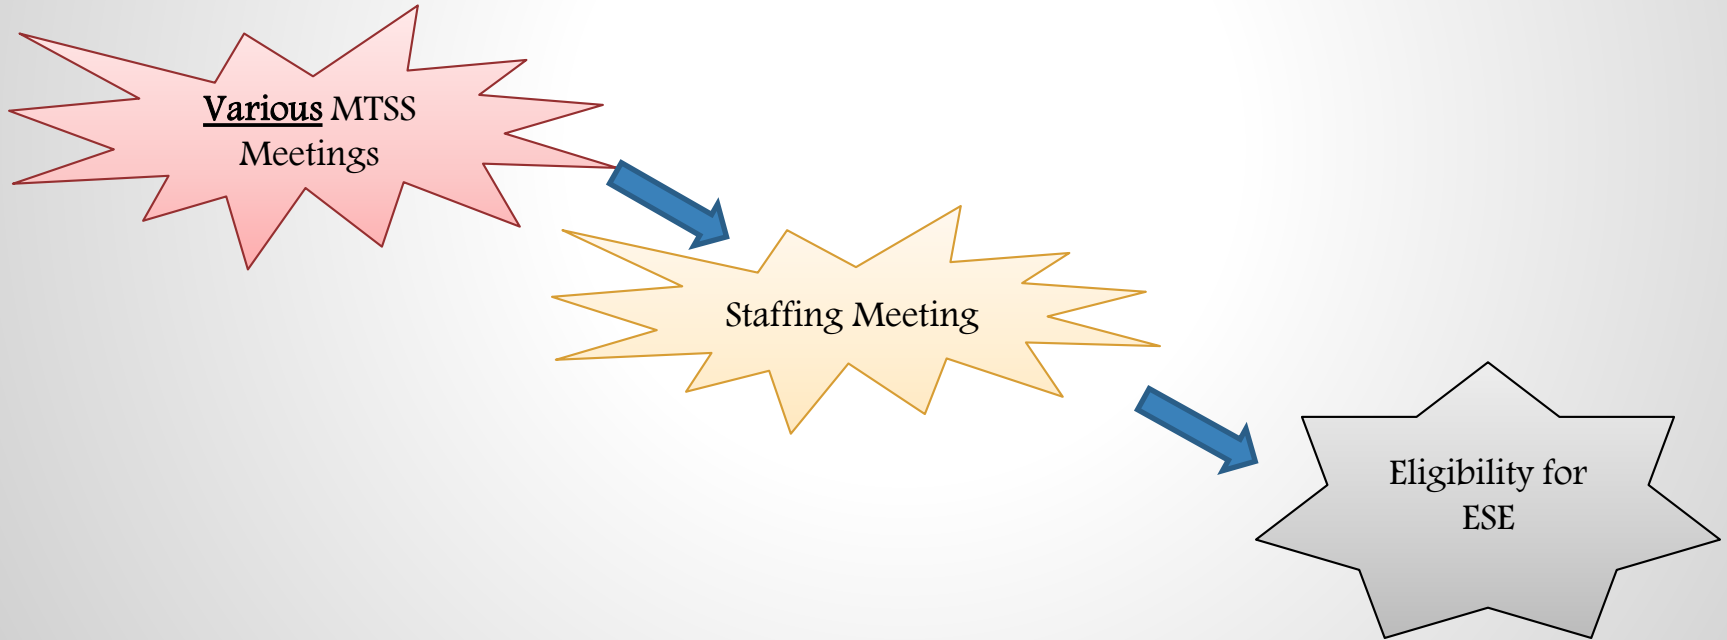 Various MTSS
Meetings
Staffing Meeting
Eligibility for
ESE